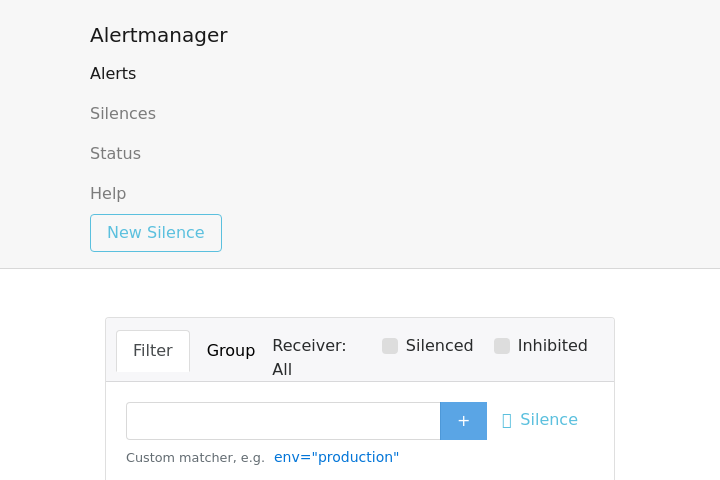 Alertmanager
Alerts
Silences
Status
Help
New Silence
Filter Group Receiver: All Silenced Inhibited
+ Silence
Custom matcher, e.g. env="production"